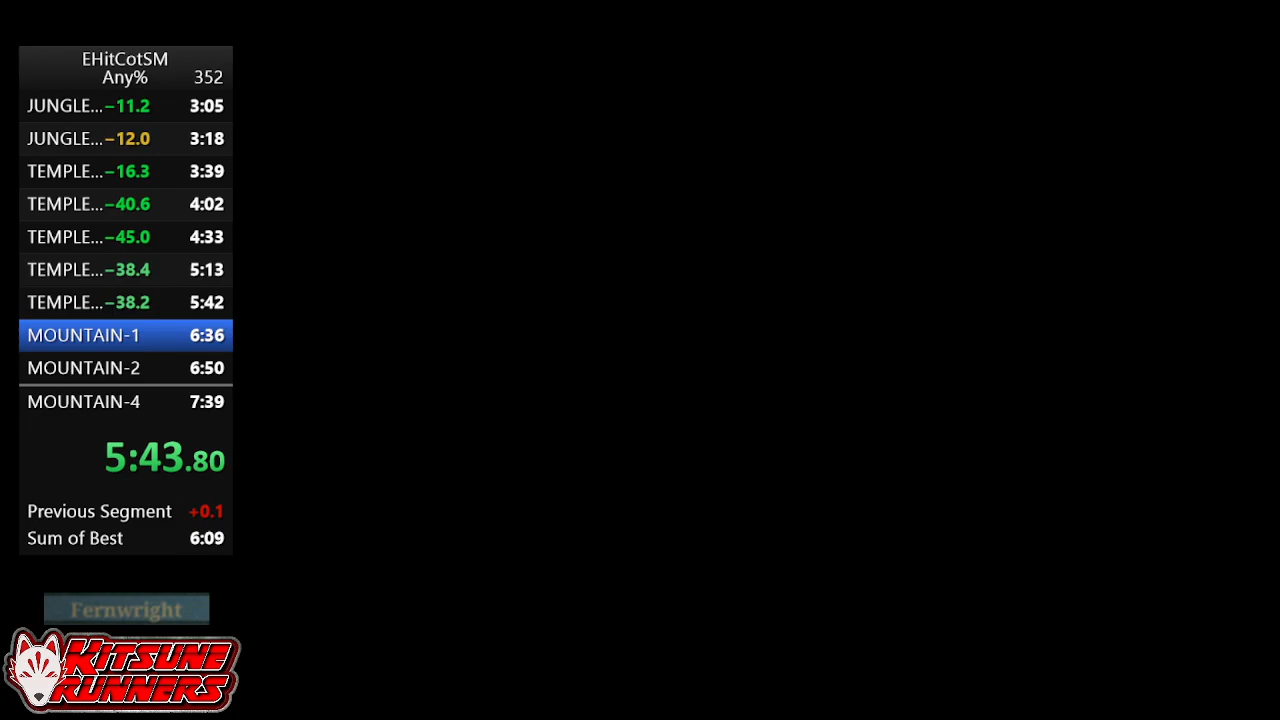 EHitCotSM
Any% 352
JUNGLE... −11.2 3:05
JUNGLE... −12.0 3:18
TEMPLE... −16.3 3:39
TEMPLE... −40.6 4:02
TEMPLE... −45.0 4:33
TEMPLE... −38.4 5:13
TEMPLE... −38.2 5:42
MOUNTAIN-1 6:36
MOUNTAIN-2 6:50
MOUNTAIN-4 7:39
5:43.80
Previous Segment +0.1
Sum of Best 6:09
Fernwright
KITSUNE
RUNNERS